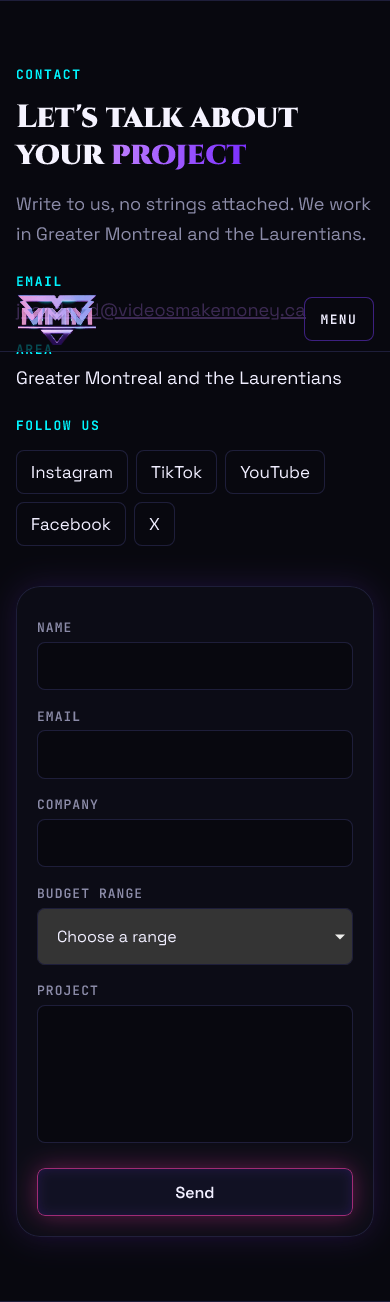 CONTACT
Let's talk about
your project
Write to us, no strings attached. We work
in Greater Montreal and the Laurentians.
EMAIL
@videosmakemoney.ca
MMM
MENU
AREA
Greater Montreal and the Laurentians
FOLLOW US
Instagram TikTok YouTube
Facebook X
NAME
EMAIL
COMPANY
BUDGET RANGE
Choose a range
PROJECT
Send